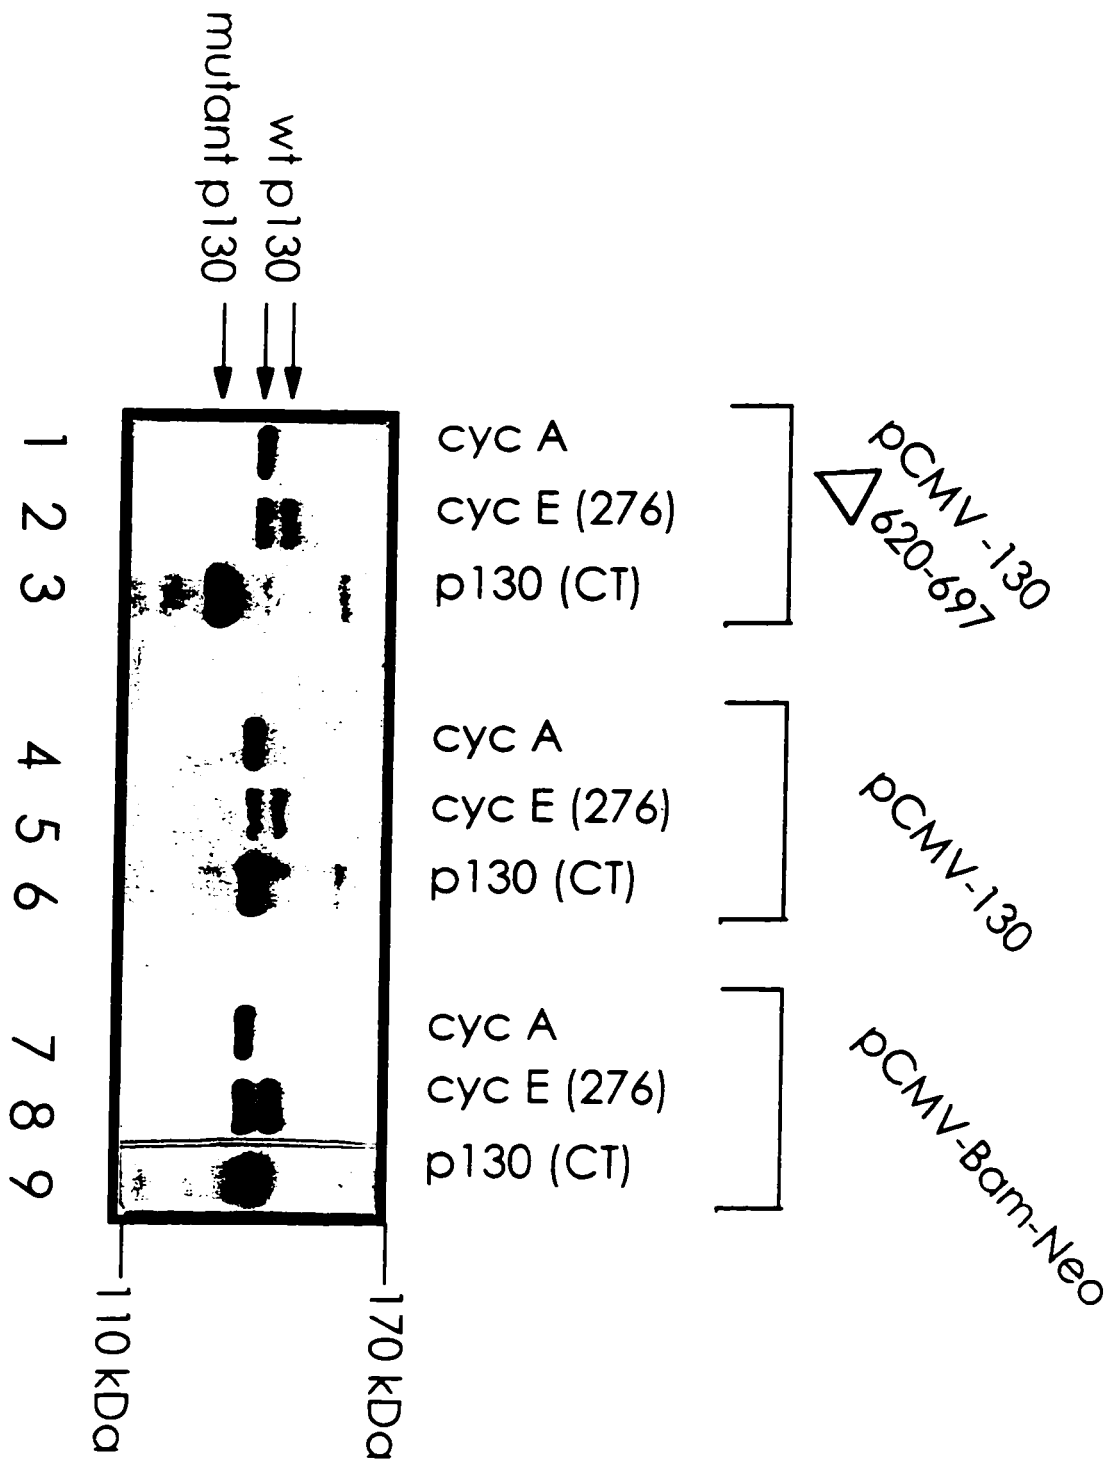 pCMV -130
△ 620-697
pCMV-130
pCMV-Bam-Neo
cyc A
cyc E (276)
p130 (CT)
cyc A
cyc E (276)
p130 (CT)
cyc A
cyc E (276)
p130 (CT)
-170 kDa
-110 kDa
wt p130
mutant p130
1 2 3 4 5 6 7 8 9